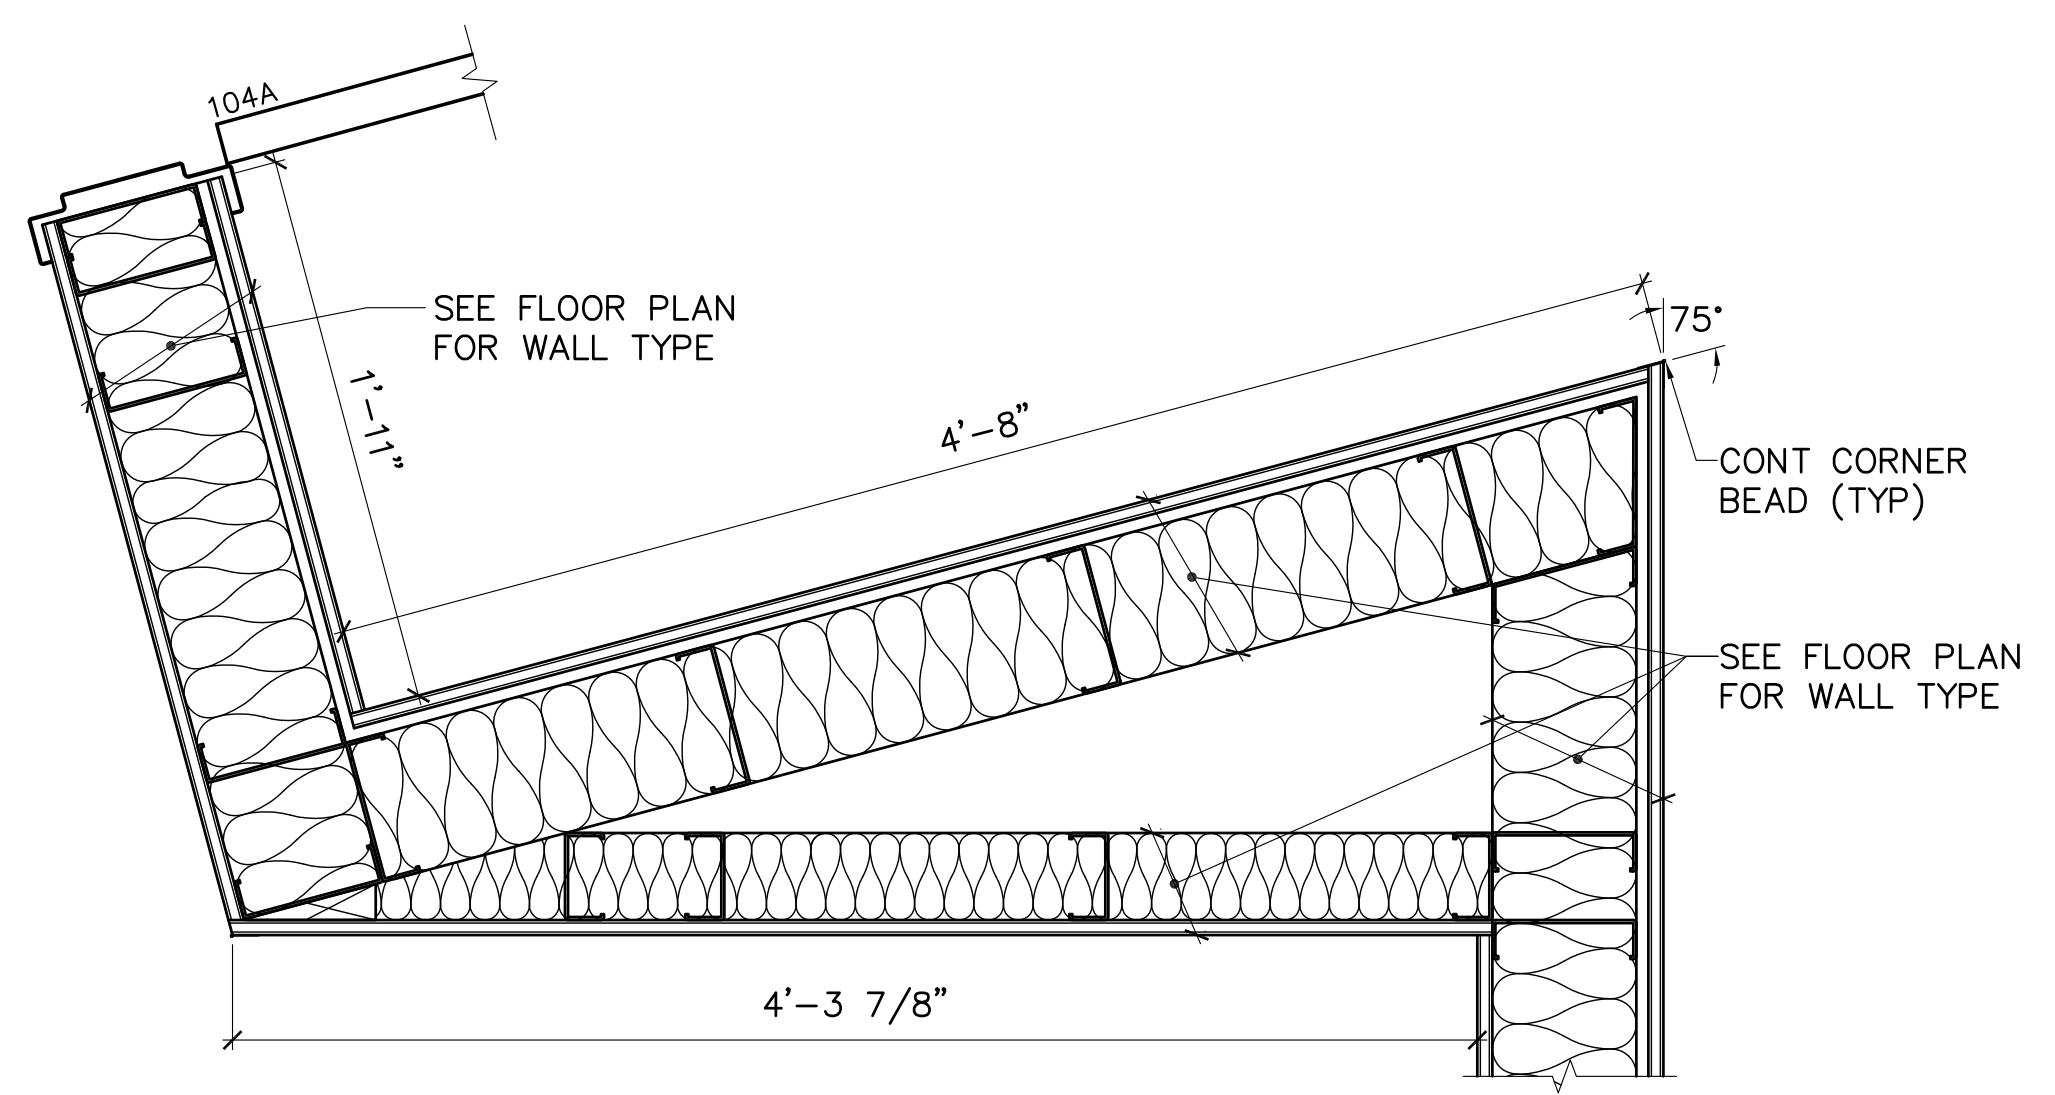 104A
SEE FLOOR PLAN
FOR WALL TYPE
75°
1'-11"
4'-8"
CONT CORNER
BEAD (TYP)
SEE FLOOR PLAN
FOR WALL TYPE
4'-3 7/8"